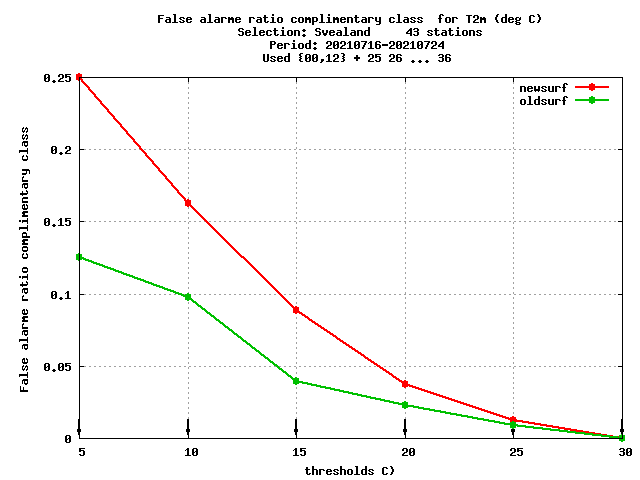 False alarme ratio complimentary class  for T2m (deg C)
Selection: Svealand     43 stations
Period: 20210716-20210724
Used {00,12} + 25 26 ... 36
newsurf
oldsurf
False alarme ratio complimentary class
0.25
0.2
0.15
0.1
0.05
0
5 10 15 20 25 30
thresholds C)